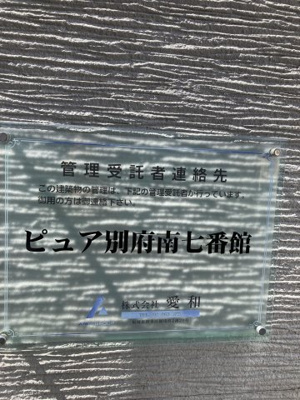 管理受託者連絡先
この建築物の管理は、下記の管理受託者が行っています。
御用の方は御連絡下さい。
ピュア別府南七番館
株式会社 愛和